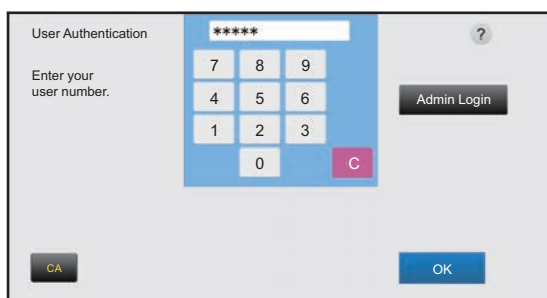 User Authentication
*****
?
Enter your
user number.
7 8 9
4 5 6
1 2 3
0 C
Admin Login
CA
OK